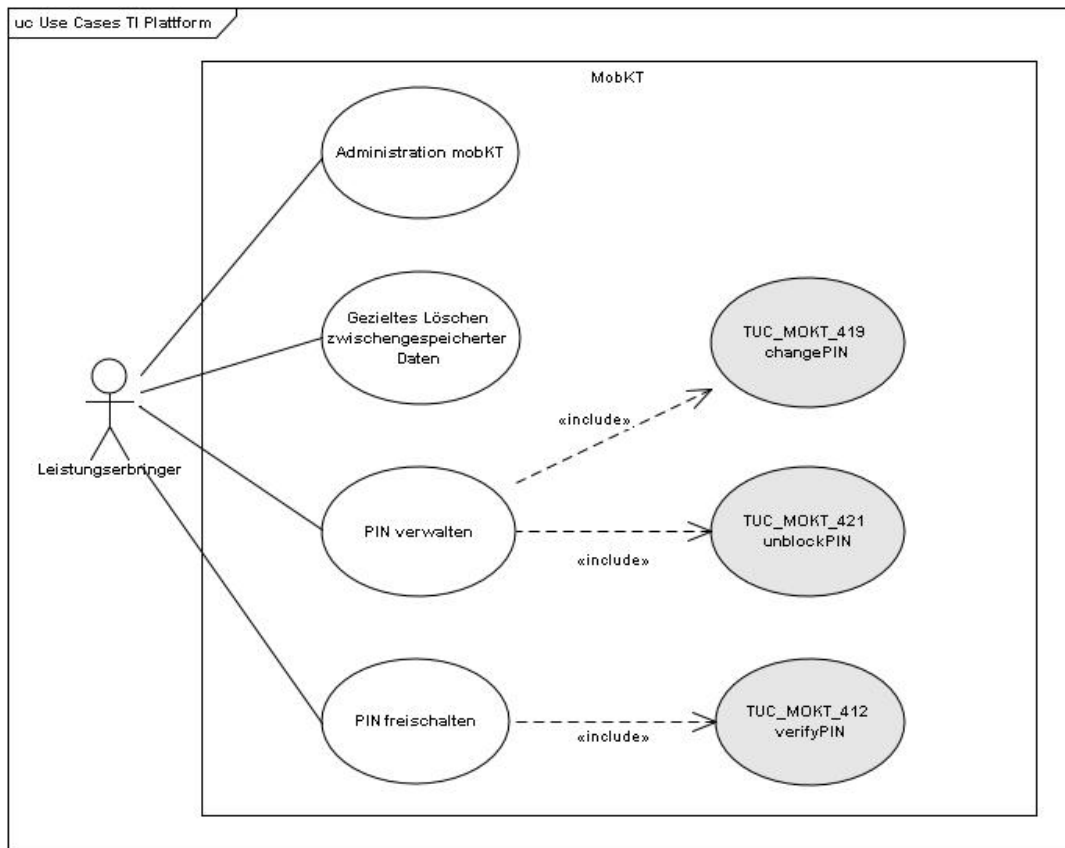 uc Use Cases TI Plattform
MobKT
Administration mobKT
Gezieltes Löschen
zwischengespeicherter
Daten
TUC_MOKT_419
changePIN
«include»
Leistungserbringer
PIN verwalten
TUC_MOKT_421
unblockPIN
«include»
PIN freischalten
TUC_MOKT_412
verifyPIN
«include»